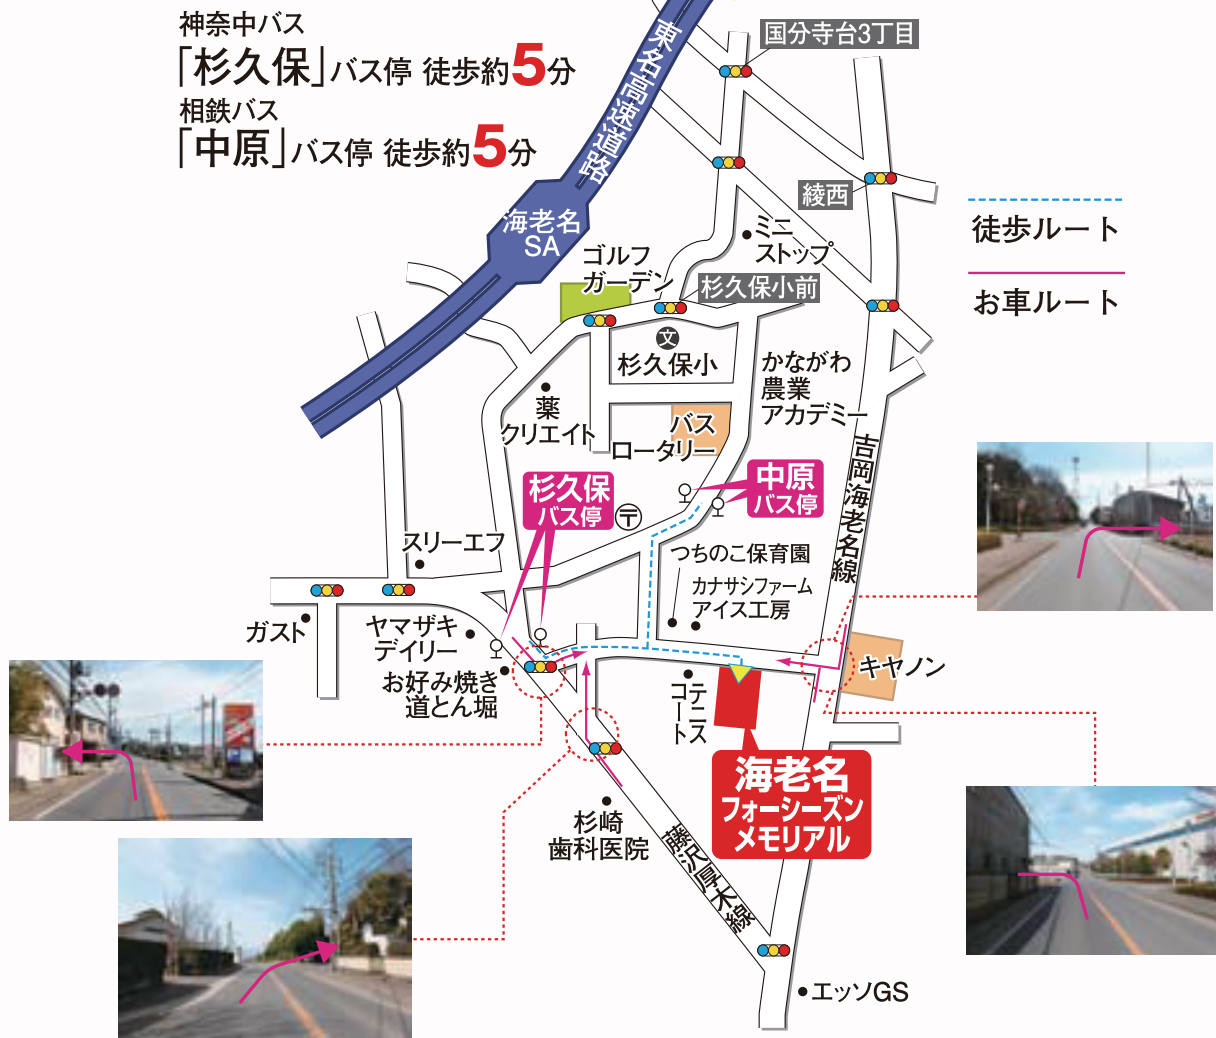 神奈中バス
「杉久保」バス停 徒歩約5分
相鉄バス
「中原」バス停 徒歩約5分
東名高速道路
国分寺台3丁目
綾西
徒歩ルート
お車ルート
海老名
SA
ゴルフ
ガーデン
ミニ
ストップ
杉久保小前
文
杉久保小
かながわ
農業
アカデミー
薬
クリエイト
バス
ロータリー
吉岡海老名線
杉久保
バス停
〒
中原
バス停
スリーエフ
つちのこ保育園
カナサシファーム
アイス工房
ガスト
ヤマザキ
デイリー
お好み焼き
道とん堀
キヤノン
テニス
コート
海老名
フォーシーズン
メモリアル
杉崎
歯科医院
藤沢厚木線
エッソGS